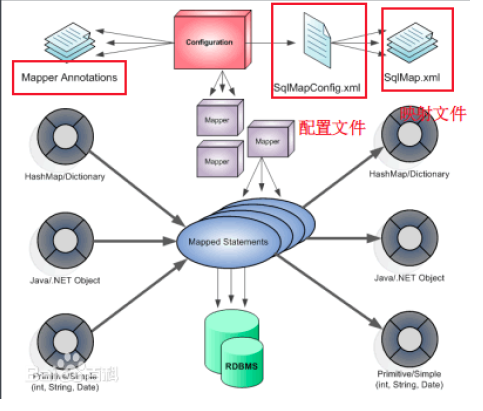 Configuration
Mapper Annotations
SqlMapConfig.xml
SqlMap.xml
Mapper
Mapper
Mapper
配置文件
映射文件
HashMap/Dictionary
HashMap/Dictionary
Mapped Statements
Java/.NET Object
Java/.NET Object
RDBMS
Primitive/Simple
(int, String, Date)
Primitive/Simple
(int, String, Date)